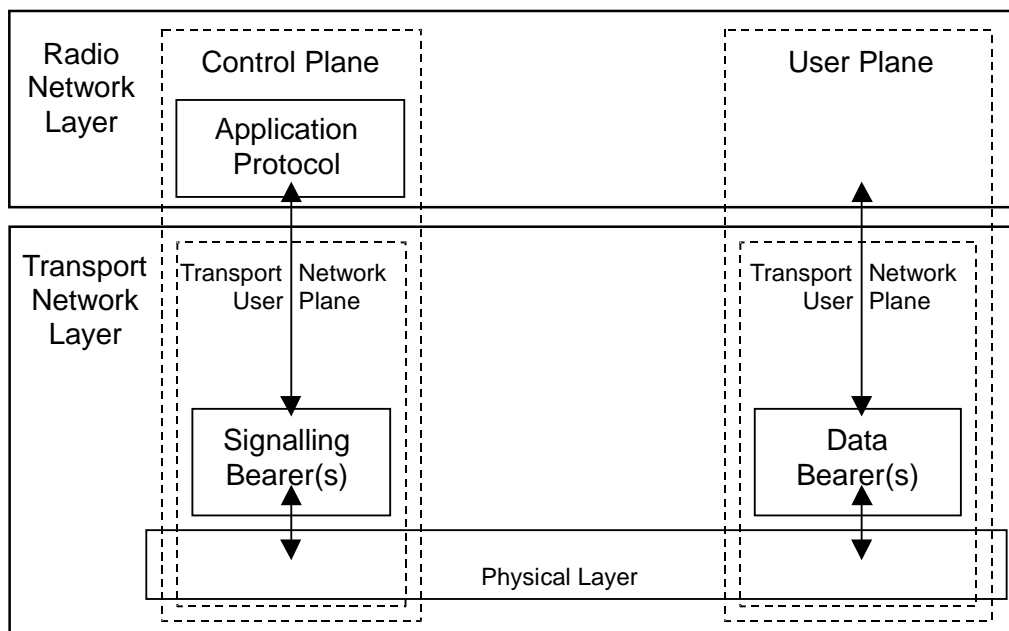 Radio
Network
Layer
Control Plane
User Plane
Application
Protocol
Transport
Network
Layer
Transport Network
User Plane
Transport Network
User Plane
Signalling
Bearer(s)
Data
Bearer(s)
Physical Layer